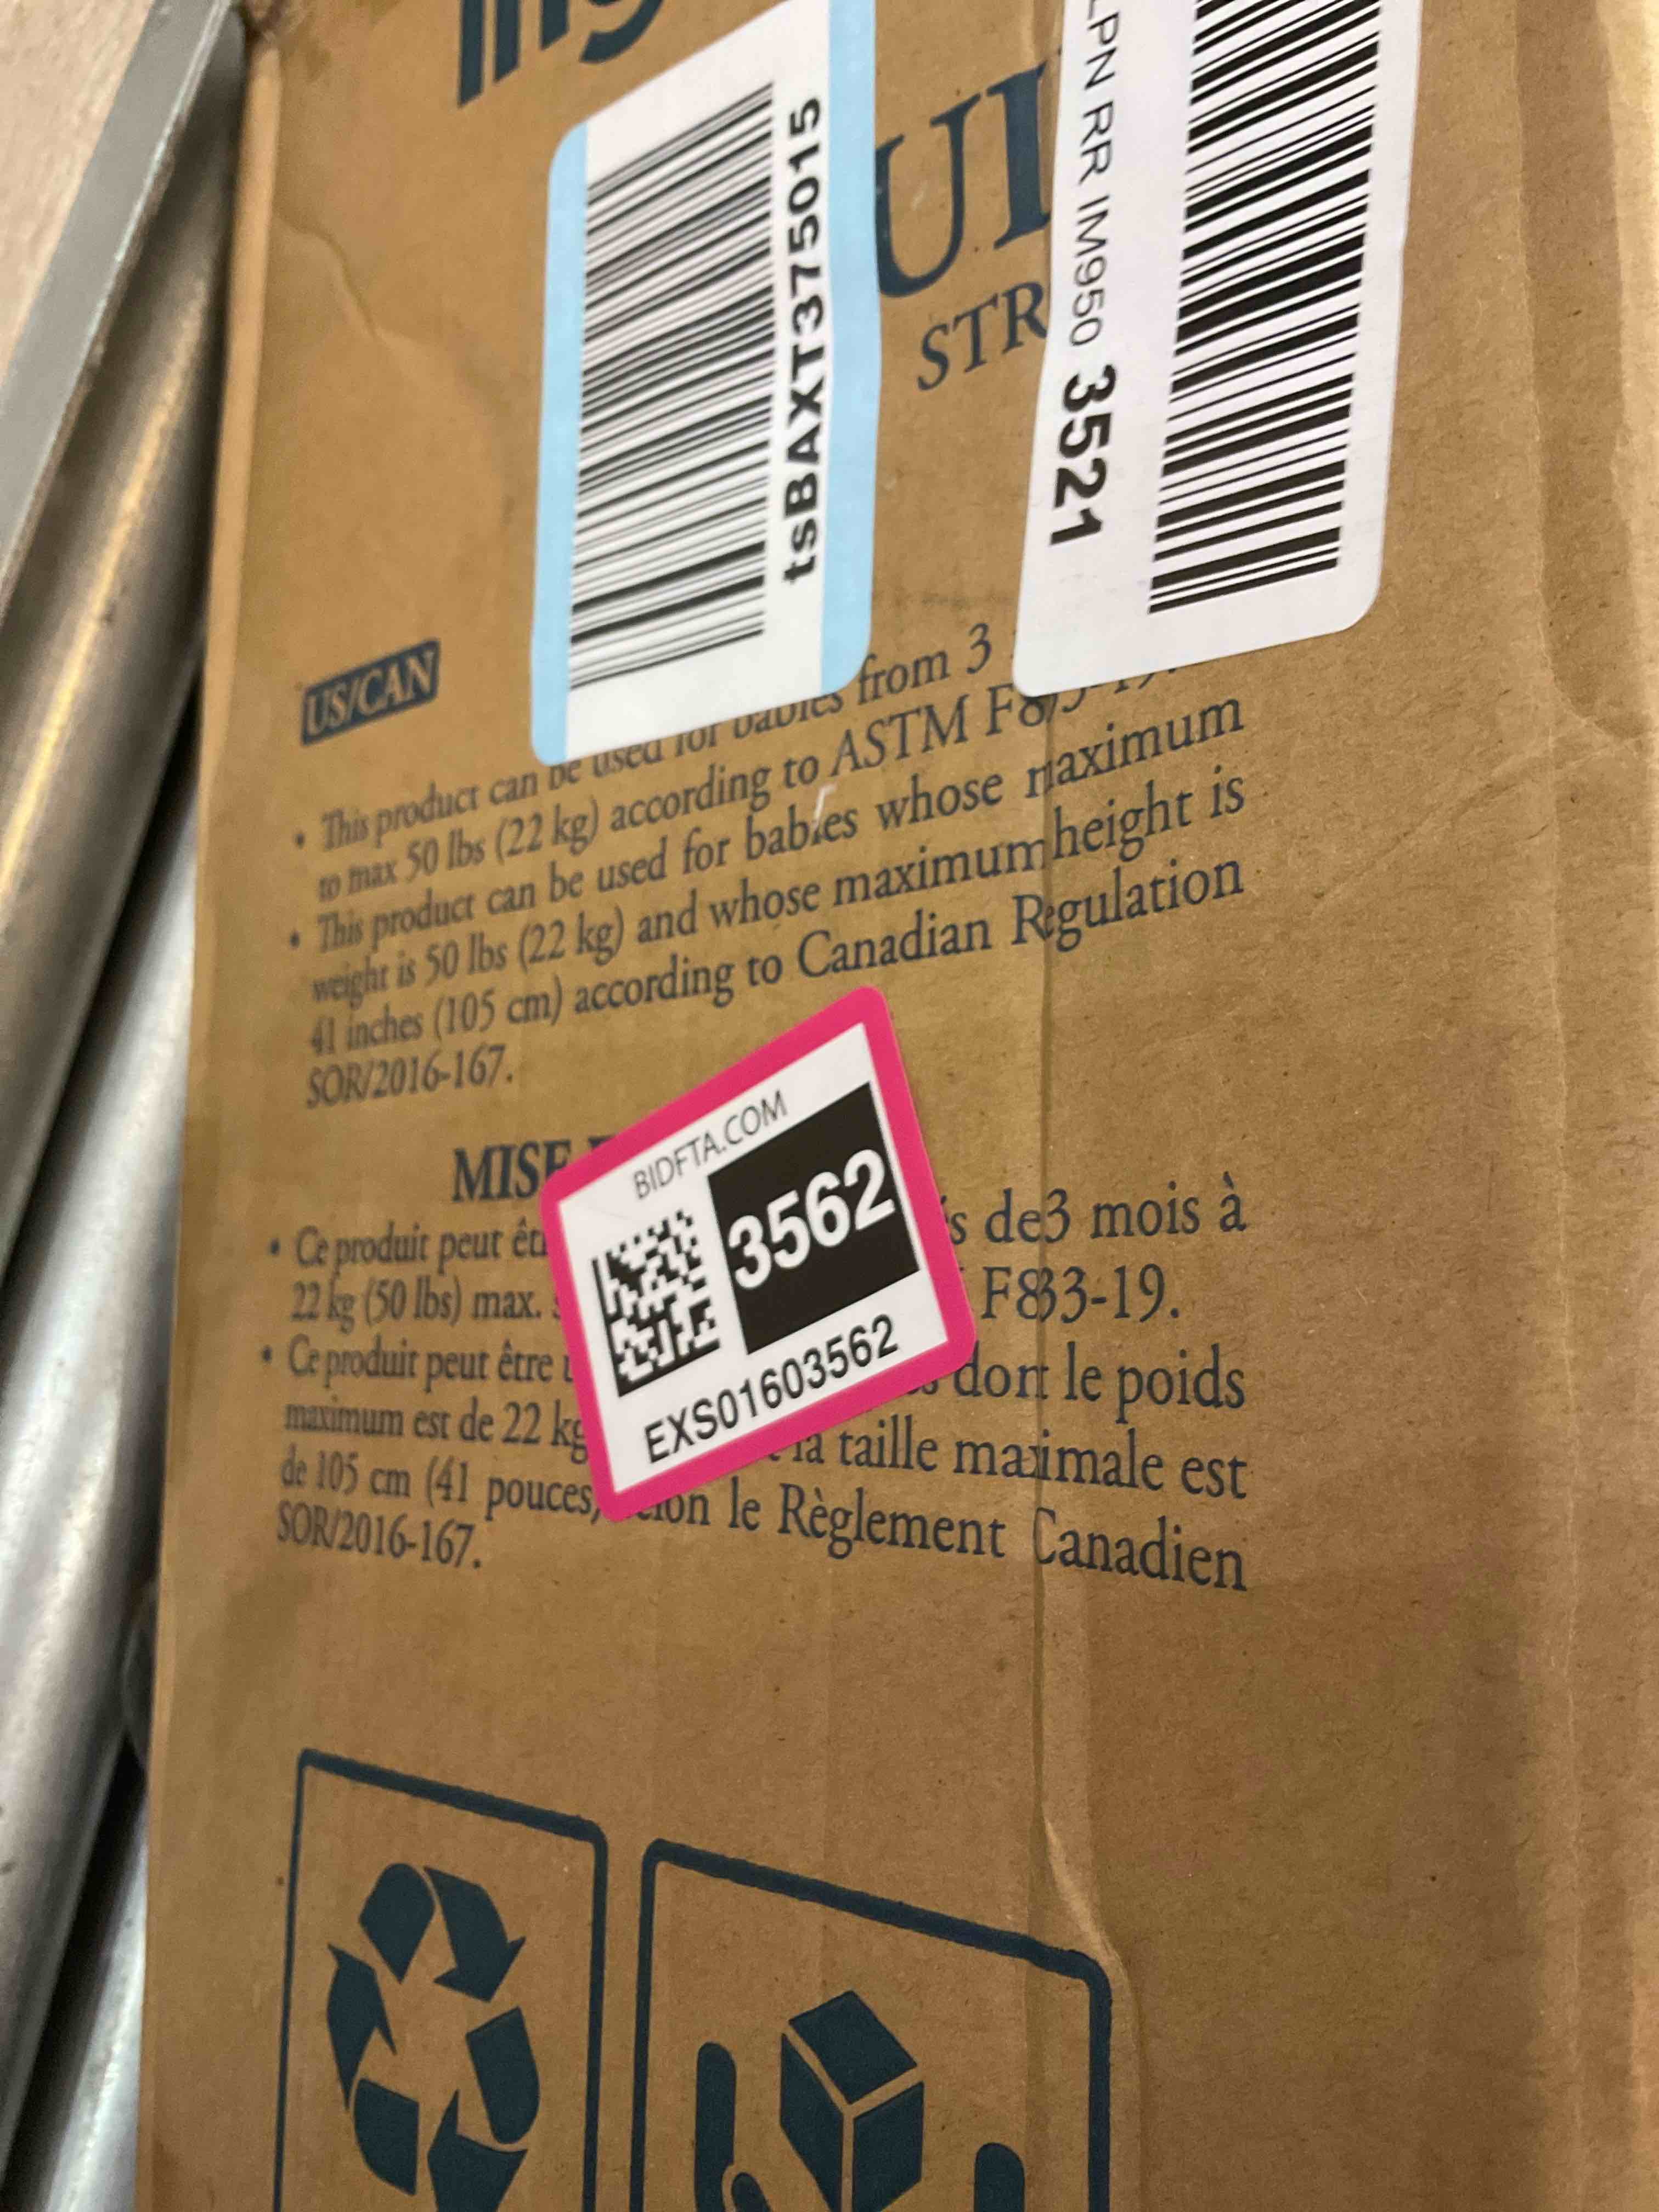 tsBAXT375015
LPN RR IM950 3521
UI
STR
US/CAN
• This product can be used for babies from 3
to max 50 lbs (22 kg) according to ASTM
• This product can be used for babies whose maximum
weight is 50 lbs (22 kg) and whose maximum height is
41 inches (105 cm) according to Canadian Regulation
SOR/2016-167.
MISE
• Ce produit peut de3 mois à
22 kg (50 lbs) max. F833-19.
• Ce produit peut être dont le poids
maximum est de 22 kg la taille maximale est
de 105 cm (41 pouces, le Règlement Canadien
SOR/2016-167.
BIDFTA.COM
3562
EXS01603562